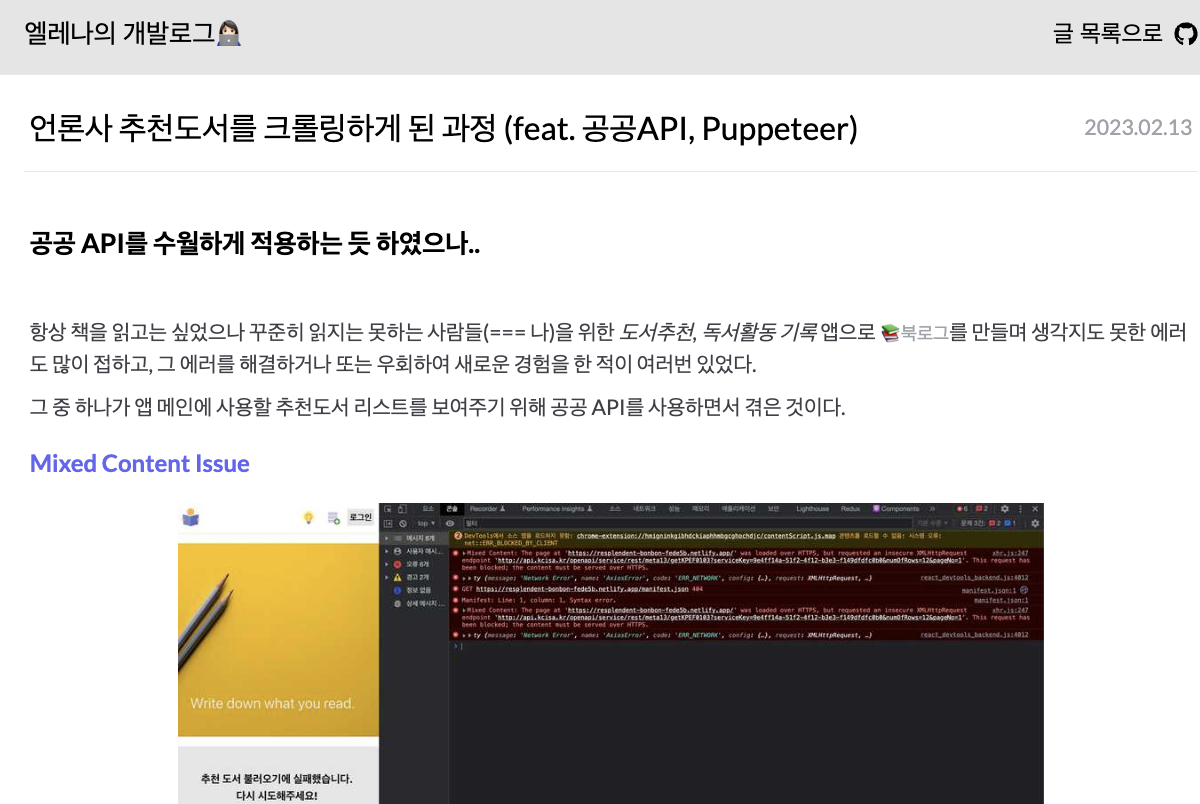 엘레나의 개발로그👩🏻‍💻
글 목록으로
언론사 추천도서를 크롤링하게 된 과정 (feat. 공공API, Puppeteer)
2023.02.13
공공 API를 수월하게 적용하는 듯 하였으나..
항상 책을 읽고는 싶었으나 꾸준히 읽지는 못하는 사람들(=== 나)을 위한 도서추천, 독서활동 기록 앱으로 📚북로그를 만들며 생각지도 못한 에러
도 많이 접하고, 그 에러를 해결하거나 또는 우회하여 새로운 경험을 한 적이 여러번 있었다.
그 중 하나가 앱 메인에 사용할 추천도서 리스트를 보여주기 위해 공공 API를 사용하면서 겪은 것이다.
Mixed Content Issue
로그인
Write down what you read.
추천 도서 불러오기에 실패했습니다.
다시 시도해주세요!
요소 콘솔 Recorder Performance insights 소스 네트워크 성능 메모리 애플리케이션 보안 Lighthouse Redux Components 6 2
top 필터 기본 수준 문제 3건: 2 1
메시지 8개
사용자 메시...
오류 6개
경고 2개
정보 없음
상세 메시지 ...
DevTools에서 소스 맵을 로드하지 못함: chrome-extension://hmigninkgibhdckiaphhmbgcghochdjc/contentScript.js.map 콘텐츠를 로드할 수 없음: 시스템 오류:
net::ERR_BLOCKED_BY_CLIENT
Mixed Content: The page at 'https://resplendent-bonbon-fede5b.netlify.app/' was loaded over HTTPS, but requested an insecure XMLHttpRequest xhr.js:247
endpoint 'http://api.kcisa.kr/openapi/service/rest/meta13/getKPEF0103?serviceKey=9e4ff14a-51f2-4f12-b3e3-f149dfdfc0b8&numOfRows=12&pageNo=1'. This request has
been blocked; the content must be served over HTTPS.
ty {message: 'Network Error', name: 'AxiosError', code: 'ERR_NETWORK', config: {…}, request: XMLHttpRequest, …} react_devtools_backend.js:4012
GET https://resplendent-bonbon-fede5b.netlify.app/manifest.json 404 manifest.json:1
Manifest: Line: 1, column: 1, Syntax error. manifest.json:1
Mixed Content: The page at 'https://resplendent-bonbon-fede5b.netlify.app/' was loaded over HTTPS, but requested an insecure XMLHttpRequest xhr.js:247
endpoint 'http://api.kcisa.kr/openapi/service/rest/meta13/getKPEF0103?serviceKey=9e4ff14a-51f2-4f12-b3e3-f149dfdfc0b8&numOfRows=12&pageNo=1'. This request has
been blocked; the content must be served over HTTPS.
ty {message: 'Network Error', name: 'AxiosError', code: 'ERR_NETWORK', config: {…}, request: XMLHttpRequest, …} react_devtools_backend.js:4012